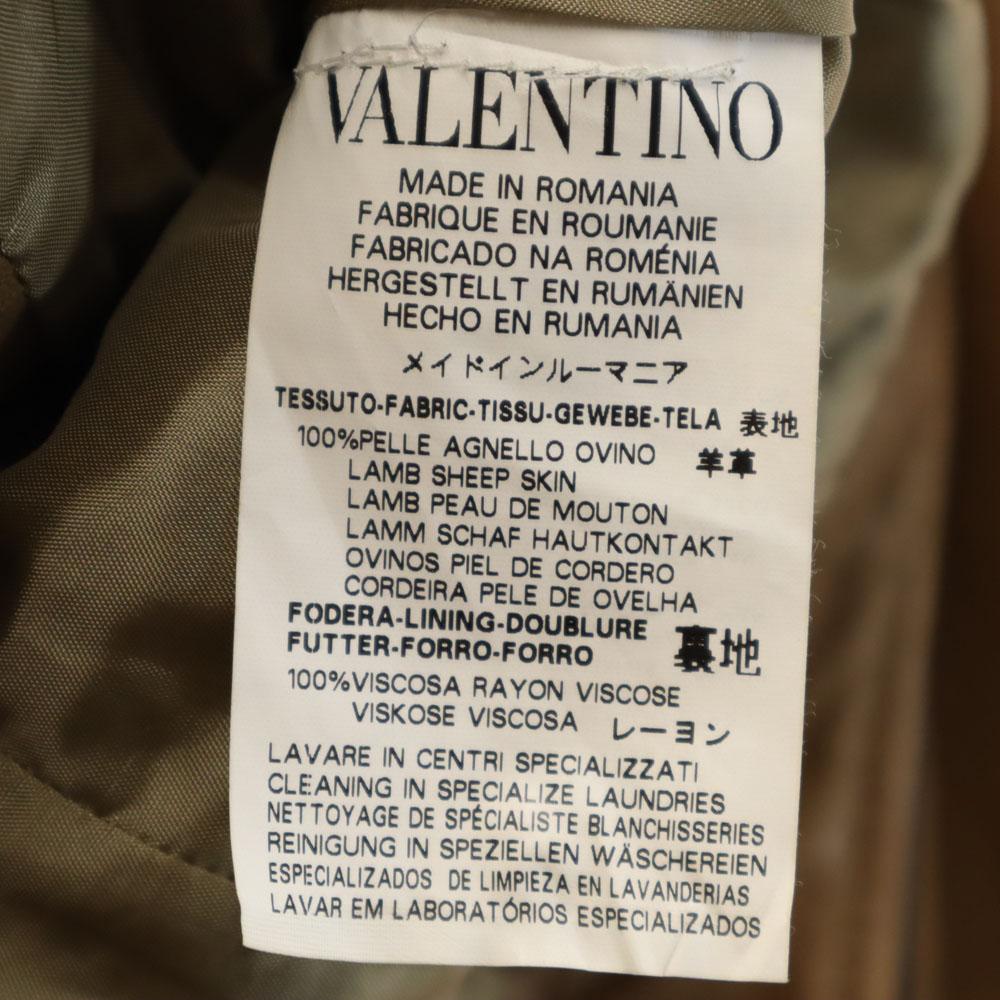 VALENTINO
MADE IN ROMANIA
FABRIQUE EN ROUMANIE
FABRICADO NA ROMÉNIA
HERGESTELLT EN RUMÄNIEN
HECHO EN RUMANIA
メイドインルーマニア
TESSUTO-FABRIC-TISSU-GEWEBE-TELA 表地
100%PELLE AGNELLO OVINO 羊革
LAMB SHEEP SKIN
LAMB PEAU DE MOUTON
LAMM SCHAF HAUTKONTAKT
OVINOS PIEL DE CORDERO
CORDEIRA PELE DE OVELHA
FODERA-LINING-DOUBLURE
FUTTER-FORRO-FORRO 裏地
100%VISCOSA RAYON VISCOSE
VISKOSE VISCOSA レーヨン
LAVARE IN CENTRI SPECIALIZZATI
CLEANING IN SPECIALIZE LAUNDRIES
NETTOYAGE DE SPÉCIALISTE BLANCHISSERIES
REINIGUNG IN SPEZIELLEN WÄSCHEREIEN
ESPECIALIZADOS DE LIMPIEZA EN LAVANDERIAS
LAVAR EM LABORATÓRIOS ESPECIALIZADOS